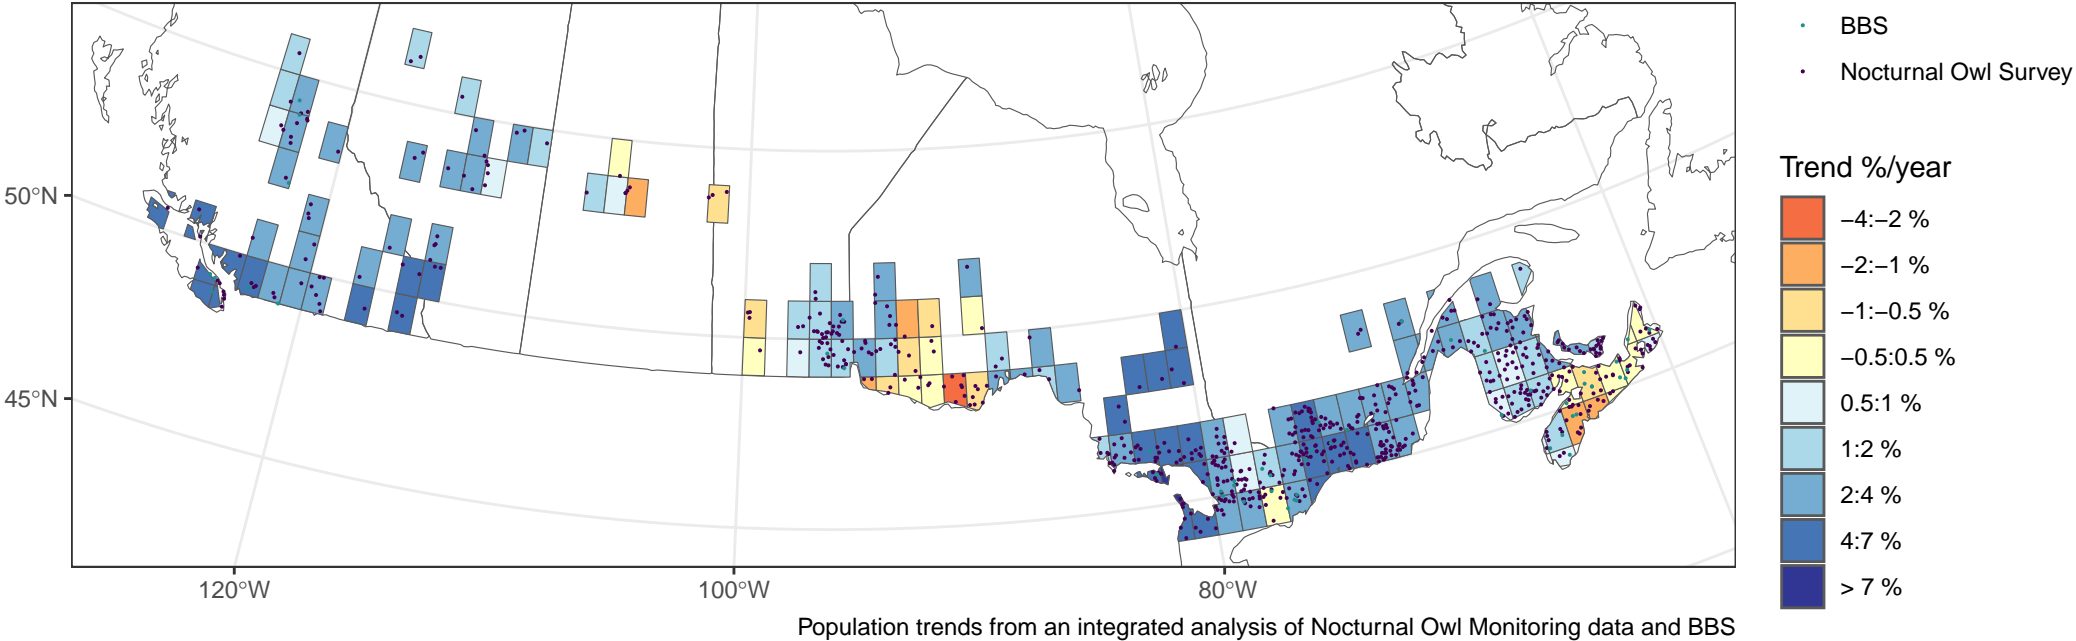 BBS
Nocturnal Owl Survey
Trend %/year
−4:−2 %
−2:−1 %
−1:−0.5 %
−0.5:0.5 %
0.5:1 %
1:2 %
2:4 %
4:7 %
> 7 %
50°N
45°N
120°W
100°W
80°W
Population trends from an integrated analysis of Nocturnal Owl Monitoring data and BBS